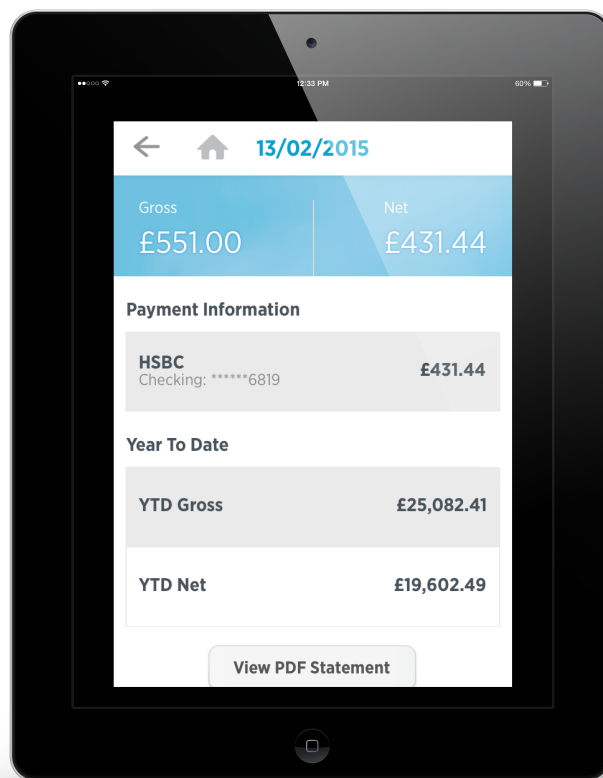 12:33 PM
60%
13/02/2015
Gross
Net
£551.00
£431.44
Payment Information
HSBC
£431.44
Checking: ******6819
Year To Date
YTD Gross
£25,082.41
YTD Net
£19,602.49
View PDF Statement